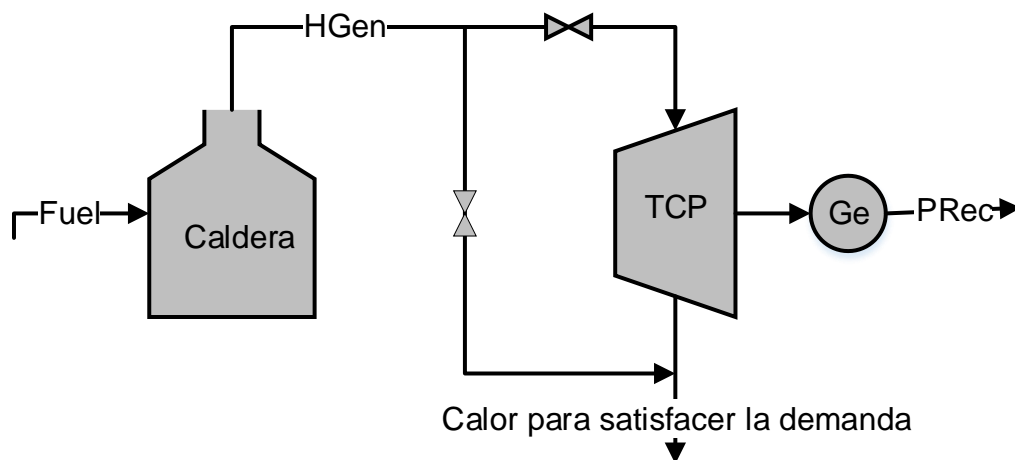 HGen
Fuel
Caldera
TCP
Ge
PRec
Calor para satisfacer la demanda